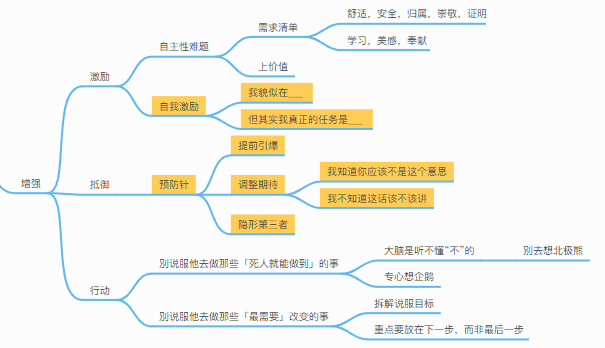 增强
激励
自主性难题
需求清单
舒适，安全，归属，崇敬，证明
学习，美感，奉献
上价值
自我激励
我貌似在___
但其实我真正的任务是___
抵御
预防针
提前引爆
调整期待
我知道你应该不是这个意思
我不知道这话该不该讲
隐形第三者
行动
别说服他去做那些「死人就能做到」的事
大脑是听不懂“不”的
别去想北极熊
专心想企鹅
别说服他去做那些「最需要」改变的事
拆解说服目标
重点要放在下一步，而非最后一步